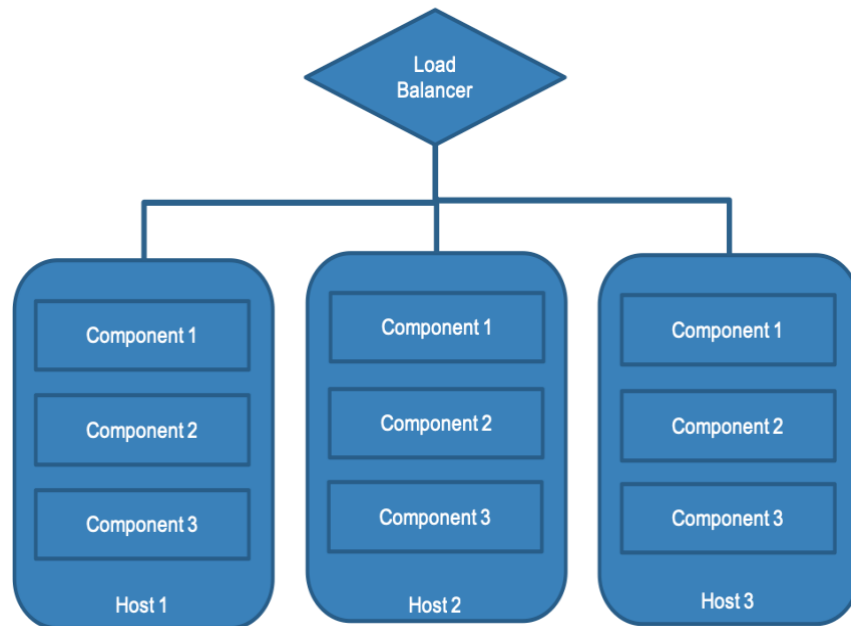 Load
Balancer
Component 1
Component 2
Component 3
Host 1
Component 1
Component 2
Component 3
Host 2
Component 1
Component 2
Component 3
Host 3